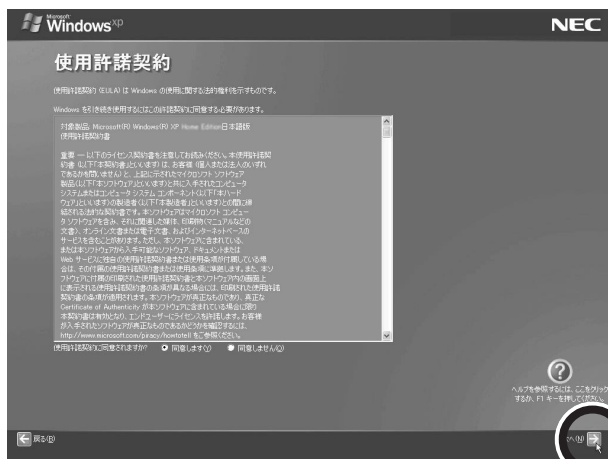 Microsoft
Windows xp
NEC
使用許諾契約
使用許諾契約 (EULA) は Windows の使用に関する法的権利を示すものです。
Windows を引き続き使用するにはこの許諾契約に同意する必要があります。
対象製品: Microsoft(R) Windows(R) XP Home Edition日本語版
使用許諾契約書
重要 ― 以下のライセンス契約書を注意してお読みください。本使用許諾契
約書 (以下「本契約書」といいます) は、お客様 (個人または法人のいずれ
であるかを問いません) と、上記に示されたマイクロソフト ソフトウェア
製品(以下「本ソフトウェア」といいます)と共に入手されたコンピュータ
システムまたはコンピュータ システム コンポーネント(以下「本ハード
ウェア」といいます)の製造者(以下「本製造者」といいます)との間に締
結される法的な契約書です。本ソフトウェアはマイクロソフト コンピュー
タ ソフトウェアを含み、それに関連した媒体、印刷物(マニュアルなどの
文書)、オンラインまたは電子文書、およびインターネットベースの
サービスを含むことがあります。ただし、本ソフトウェアに含まれている、
または本ソフトウェアから入手可能なソフトウェア、ドキュメントまたは
Web サービスに独自の使用許諾契約書または使用条項が付属している場
合は、その付属の使用許諾契約書または使用条項に準拠します。また、本ソ
フトウェアに付属の印刷された使用許諾契約書と本ソフトウェア内の画面上
に表示される使用許諾契約書の条項が異なる場合には、印刷された使用許諾
契約書の条項が適用されます。本ソフトウェアが真正なものであり、真正な
Certificate of Authenticity が本ソフトウェアに含まれている場合に限り
本契約書は有効となり、エンドユーザーにライセンスを許諾します。お客様
が入手されたソフトウェアが真正なものであるかどうかを確認するには、
http://www.microsoft.com/piracy/howtotell をご参照ください。
使用許諾契約に同意されますか? 同意します(Y) 同意しません(O)
ヘルプを参照するには、ここをクリック
するか、F1 キーを押してください。
戻る(B)
次へ(N)